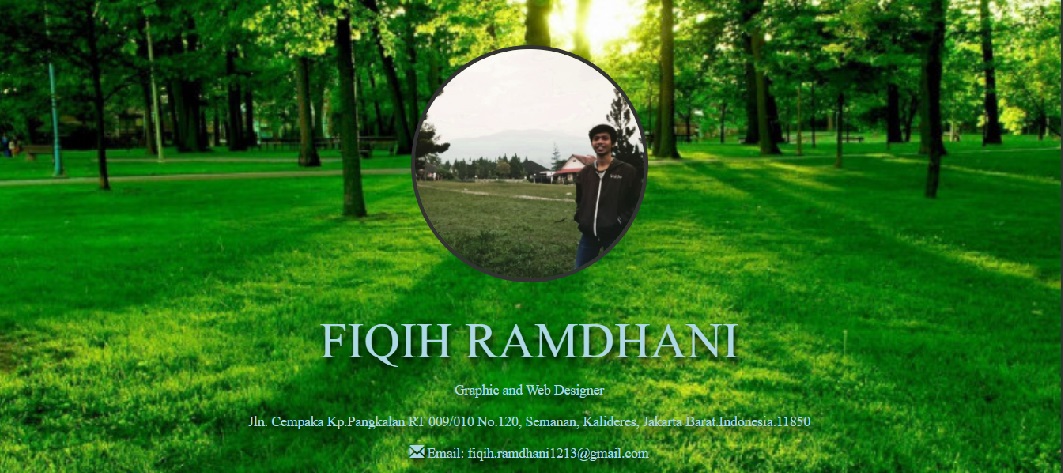 FIQIH RAMDHANI
Graphic and Web Designer
Jln. Cempaka Kp.Pangkalan RT 009/010 No.120, Semanan, Kalideres, Jakarta Barat.Indonesia.11850
Email: fiqih.ramdhani1213@gmail.com